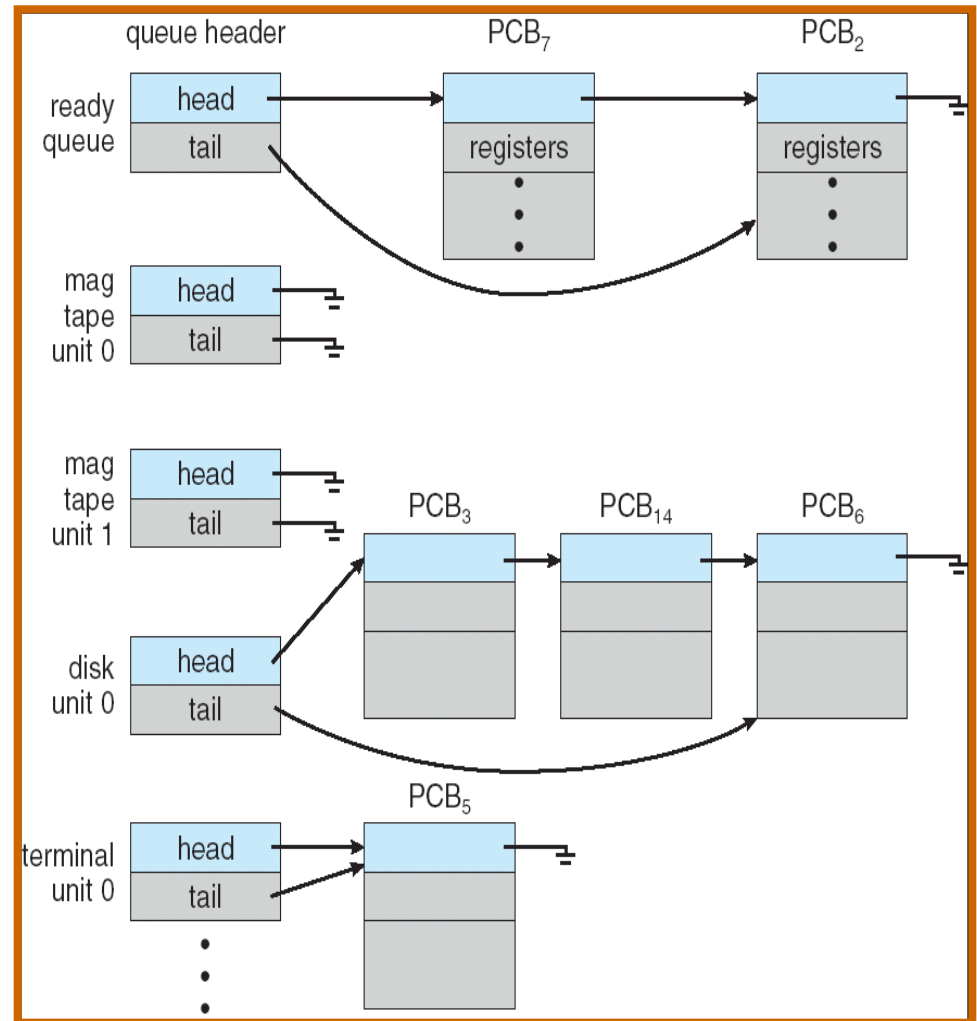 queue header PCB₇ PCB₂
ready
queue
head
tail
registers registers
mag
tape
unit 0
head
tail
mag
tape
unit 1
head
tail
PCB₃ PCB₁₄ PCB₆
disk
unit 0
head
tail
PCB₅
terminal
unit 0
head
tail